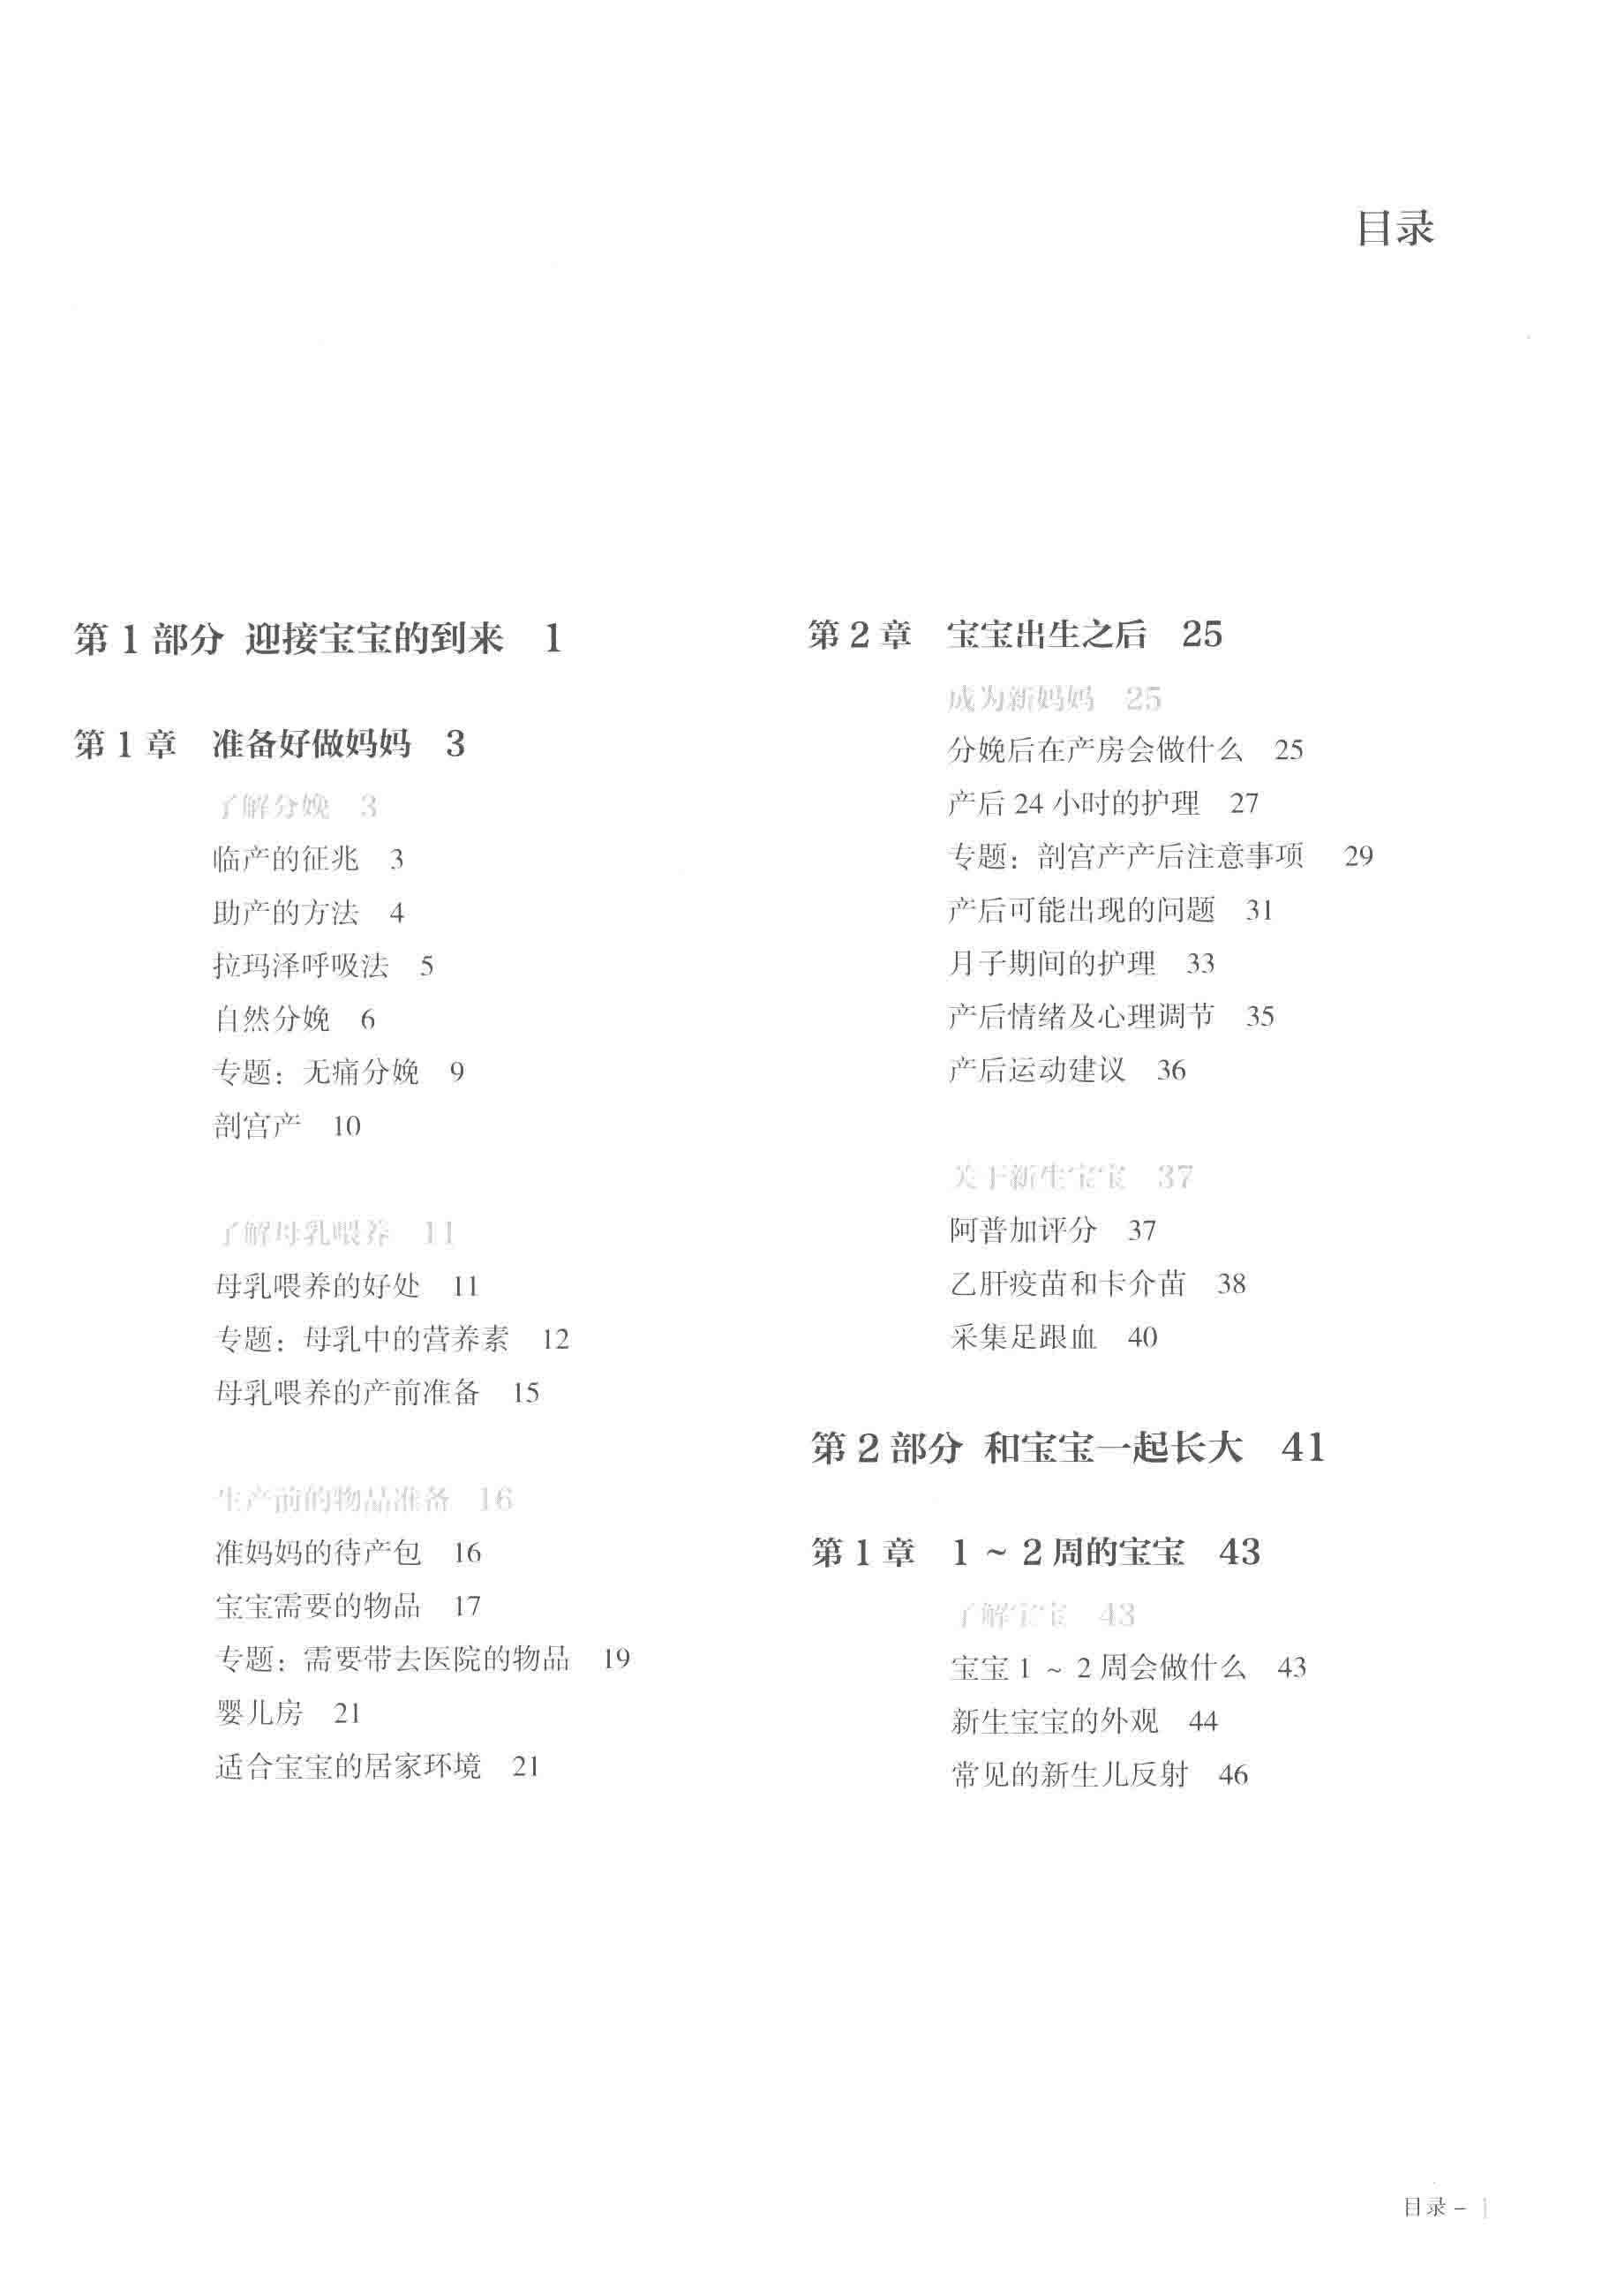 目录
第 1 部分 迎接宝宝的到来 1
第 1 章 准备好做妈妈 3
了解分娩 3
临产的征兆 3
助产的方法 4
拉玛泽呼吸法 5
自然分娩 6
专题：无痛分娩 9
剖宫产 10
了解母乳喂养 11
母乳喂养的好处 11
专题：母乳中的营养素 12
母乳喂养的产前准备 15
生产前的物品准备 16
准妈妈的待产包 16
宝宝需要的物品 17
专题：需要带去医院的物品 19
婴儿房 21
适合宝宝的居家环境 21
第 2 章 宝宝出生之后 25
成为新妈妈 25
分娩后在产房会做什么 25
产后 24 小时的护理 27
专题：剖宫产产后注意事项 29
产后可能出现的问题 31
月子期间的护理 33
产后情绪及心理调节 35
产后运动建议 36
关于新生宝宝 37
阿普加评分 37
乙肝疫苗和卡介苗 38
采集足跟血 40
第 2 部分 和宝宝一起长大 41
第 1 章 1 ~ 2 周的宝宝 43
了解宝宝 43
宝宝 1 ~ 2 周会做什么 43
新生宝宝的外观 44
常见的新生儿反射 46
目录 – 1